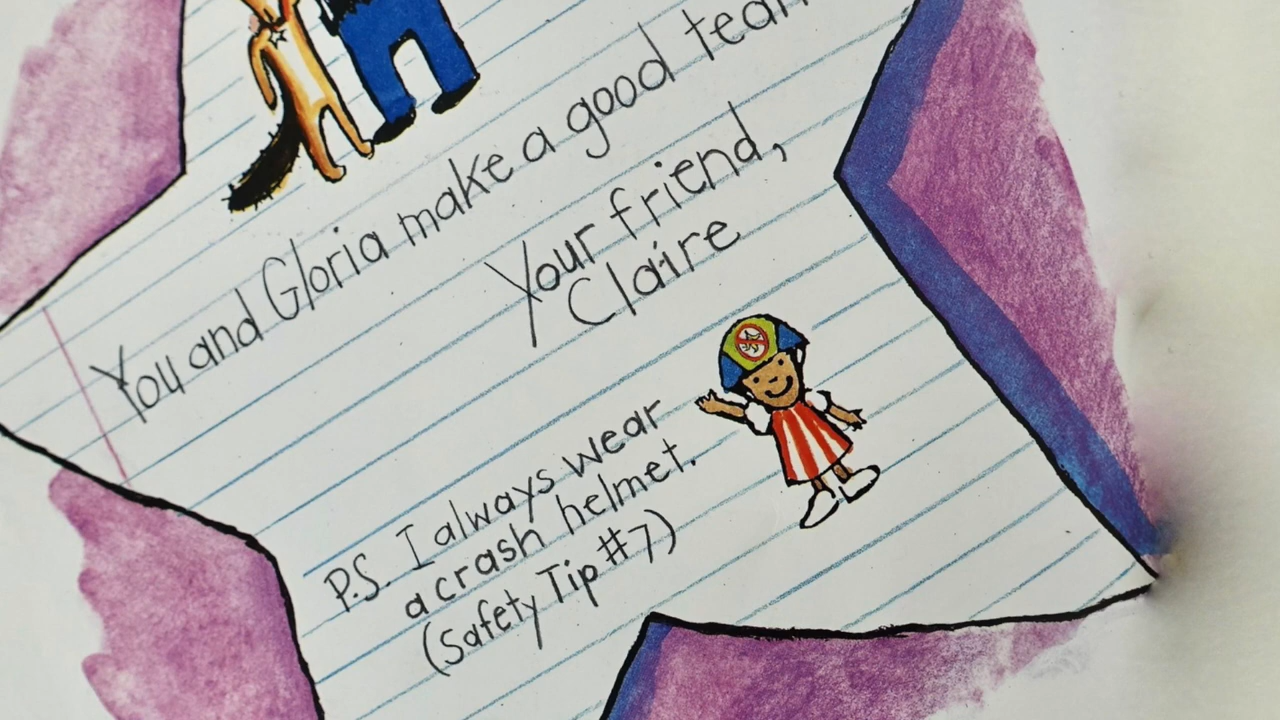 You and Gloria make a good team
Your friend,
Claire
P.S. I always wear
a crash helmet.
(Safety Tip #7)